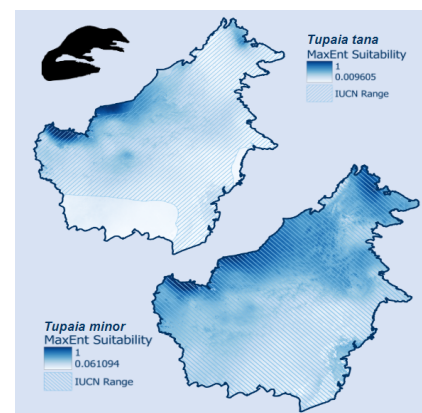 Tupaia tana
MaxEnt Suitability
1
0.009605
IUCN Range
Tupaia minor
MaxEnt Suitability
1
0.061094
IUCN Range